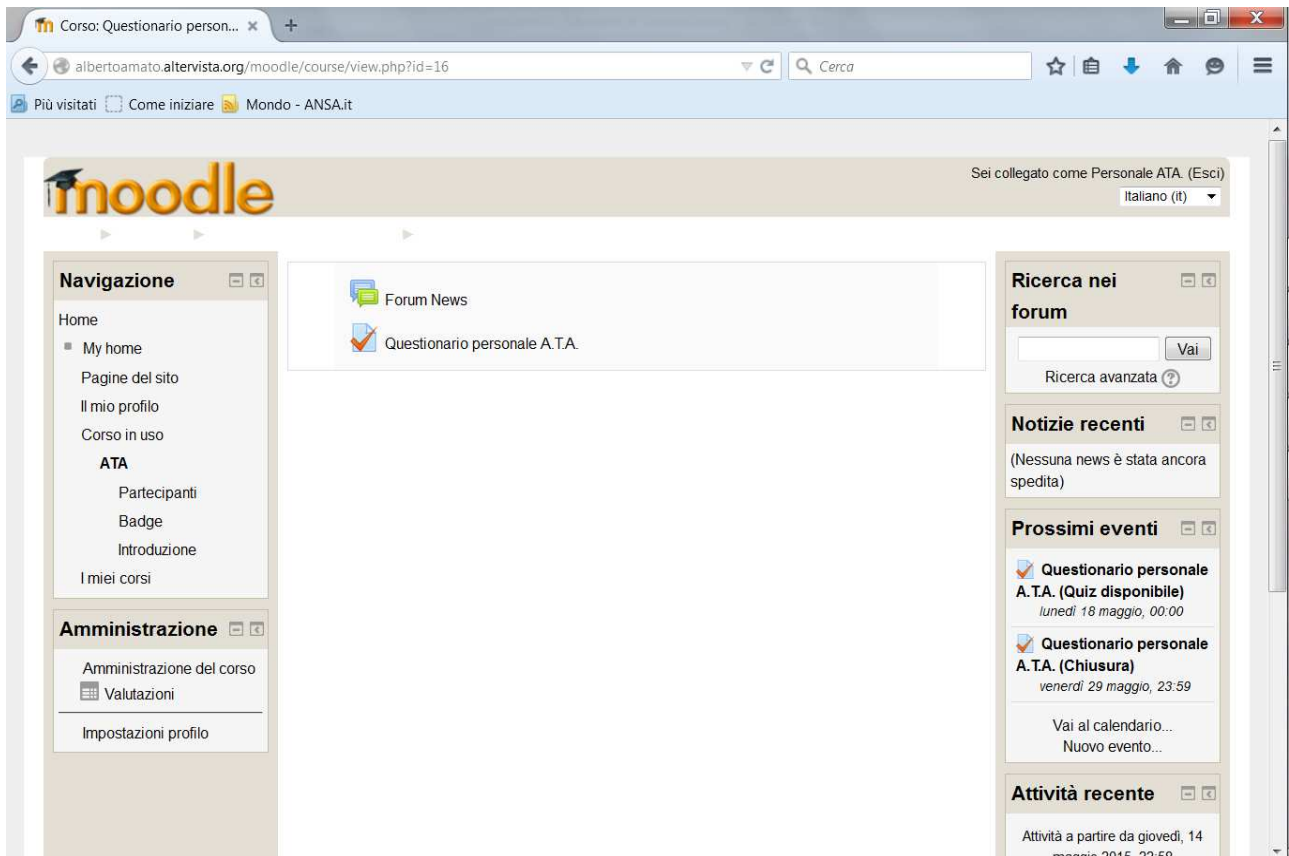 Corso: Questionario person...
albertoamato.altervista.org/moodle/course/view.php?id=16
Cerca
Più visitati Come iniziare Mondo - ANSA.it
moodle
Sei collegato come Personale ATA. (Esci)
Italiano (it)
Navigazione
Home
My home
Pagine del sito
Il mio profilo
Corso in uso
ATA
Partecipanti
Badge
Introduzione
I miei corsi
Amministrazione
Amministrazione del corso
Valutazioni
Impostazioni profilo
Forum News
Questionario personale A.T.A.
Ricerca nei
forum
Vai
Ricerca avanzata
Notizie recenti
(Nessuna news è stata ancora
spedita)
Prossimi eventi
Questionario personale
A.T.A. (Quiz disponibile)
lunedì 18 maggio, 00:00
Questionario personale
A.T.A. (Chiusura)
venerdì 29 maggio, 23:59
Vai al calendario...
Nuovo evento...
Attività recente
Attività a partire da giovedì, 14
maggio 2015, 22:58